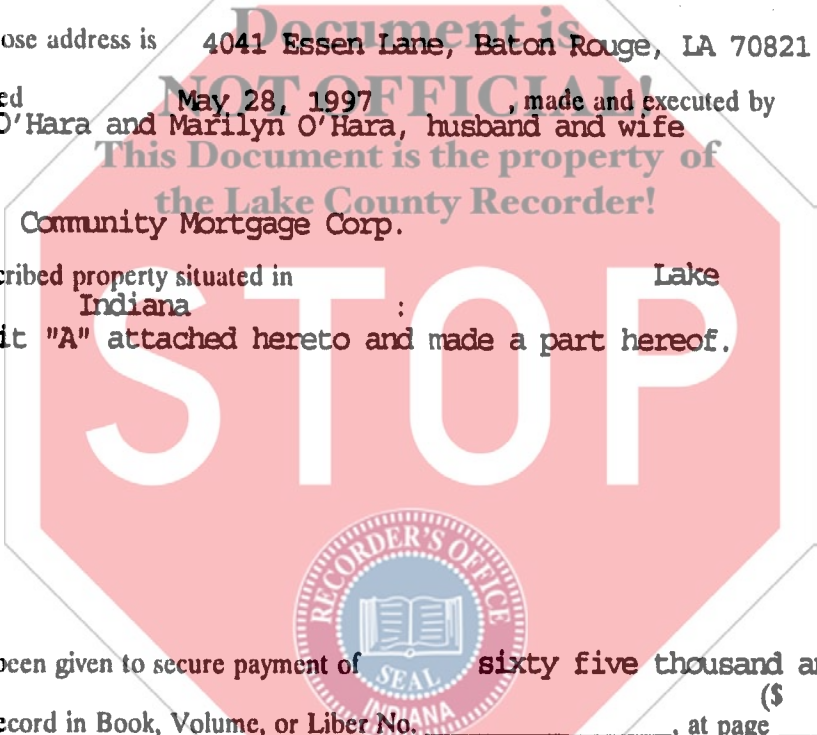 Document is
ose address is 4041 Essen Lane, Baton Rouge, LA 70821
NOT OFFICIAL!
ed May 28, 1997 , made and executed by
O'Hara and Marilyn O'Hara, husband and wife
This Document is the property of
the Lake County Recorder!
Community Mortgage Corp.
cribed property situated in Lake
Indiana :
it "A" attached hereto and made a part hereof.
STOP
RECORDER'S OFFICE
been given to secure payment of sixty five thousand a
SEAL
($
INDIANA
ecord in Book, Volume, or Liber No. , at page